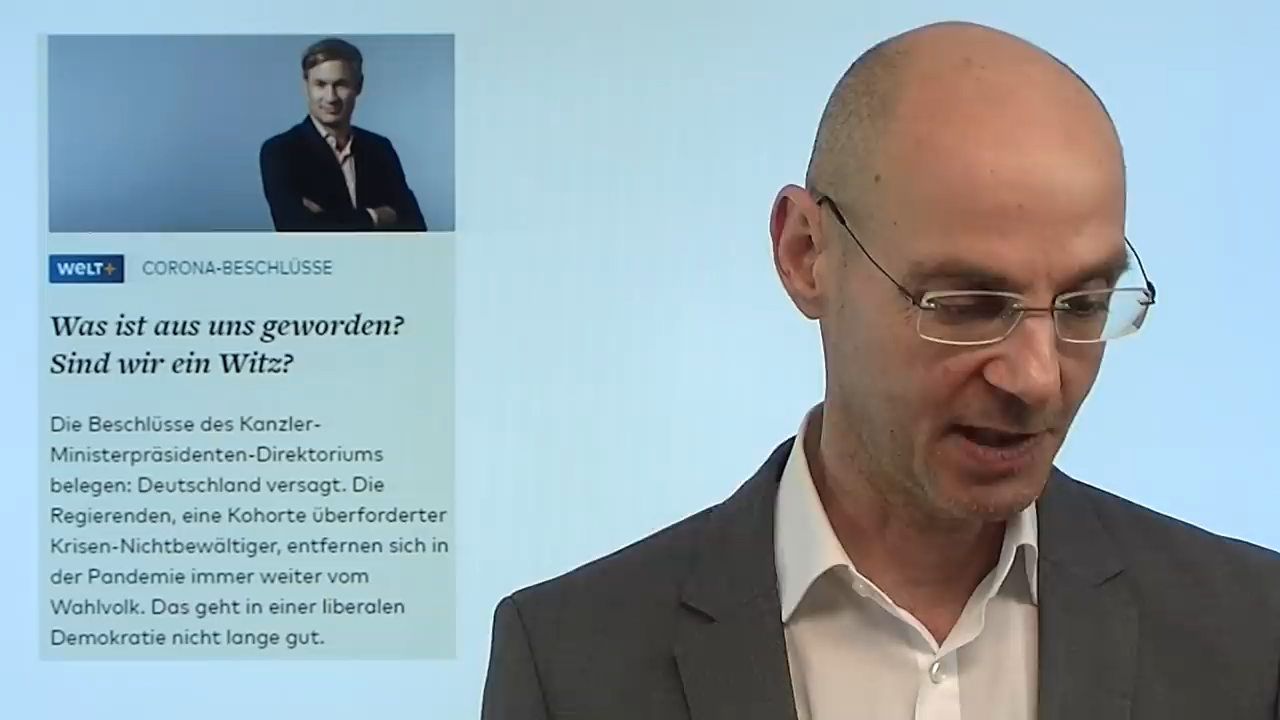 WELT+ CORONA-BESCHLÜSSE
Was ist aus uns geworden?
Sind wir ein Witz?
Die Beschlüsse des Kanzler-
Ministerpräsidenten-Direktoriums
belegen: Deutschland versagt. Die
Regierenden, eine Kohorte überforderter
Krisen-Nichtbewältiger, entfernen sich in
der Pandemie immer weiter vom
Wahlvolk. Das geht in einer liberalen
Demokratie nicht lange gut.